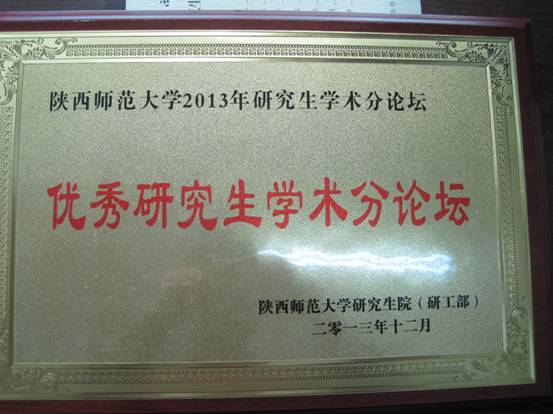 陕西师范大学2013年研究生学术分论坛
优秀研究生学术分论坛
陕西师范大学研究生院（研工部）
二零一三年十二月